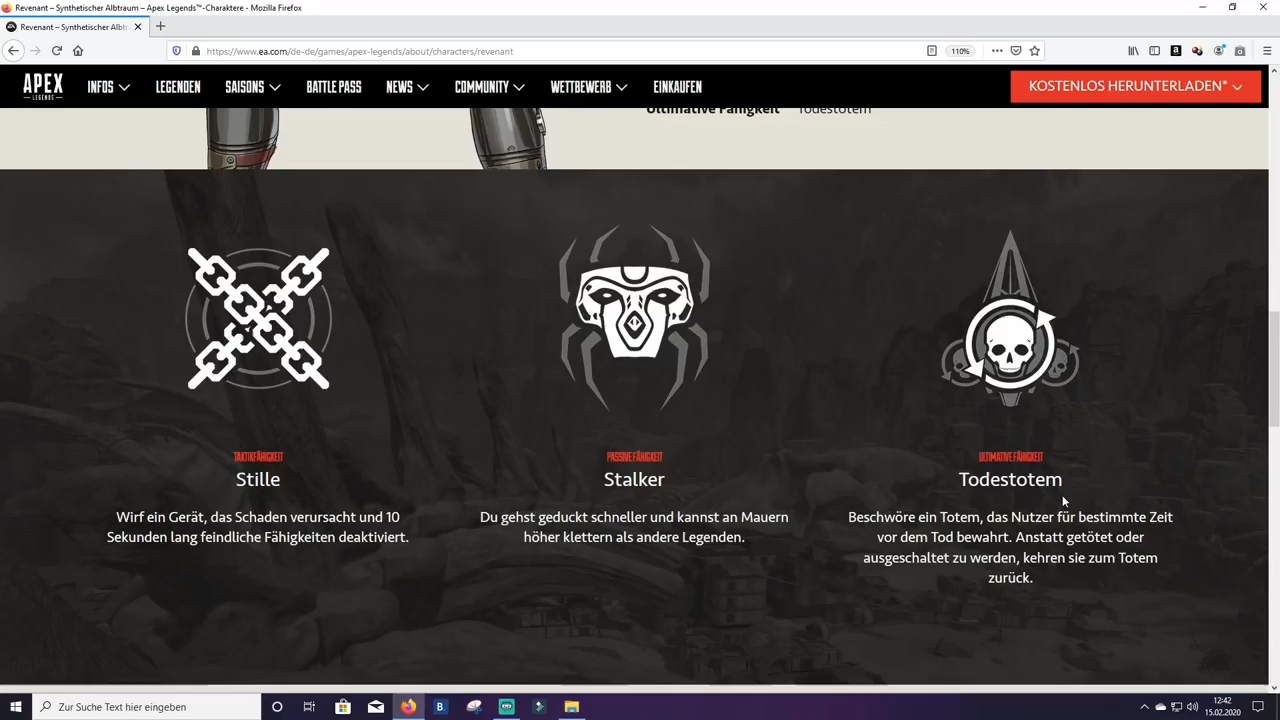 Revenant – Synthetischer Albtraum – Apex Legends™-Charaktere - Mozilla Firefox
Revenant – Synthetischer Albtr
https://www.ea.com/de-de/games/apex-legends/about/characters/revenant
110%
APEX
LEGENDS
INFOS
LEGENDEN
SAISONS
BATTLE PASS
NEWS
COMMUNITY
WETTBEWERB
EINKAUFEN
KOSTENLOS HERUNTERLADEN*
Ultimative Fähigkeit Todestotem
TAKTIKFÄHIGKEIT
Stille
Wirf ein Gerät, das Schaden verursacht und 10
Sekunden lang feindliche Fähigkeiten deaktiviert.
PASSIVE FÄHIGKEIT
Stalker
Du gehst geduckt schneller und kannst an Mauern
höher klettern als andere Legenden.
ULTIMATIVE FÄHIGKEIT
Todestotem
Beschwöre ein Totem, das Nutzer für bestimmte Zeit
vor dem Tod bewahrt. Anstatt getötet oder
ausgeschaltet zu werden, kehren sie zum Totem
zurück.
Zur Suche Text hier eingeben
12:42
15.02.2020